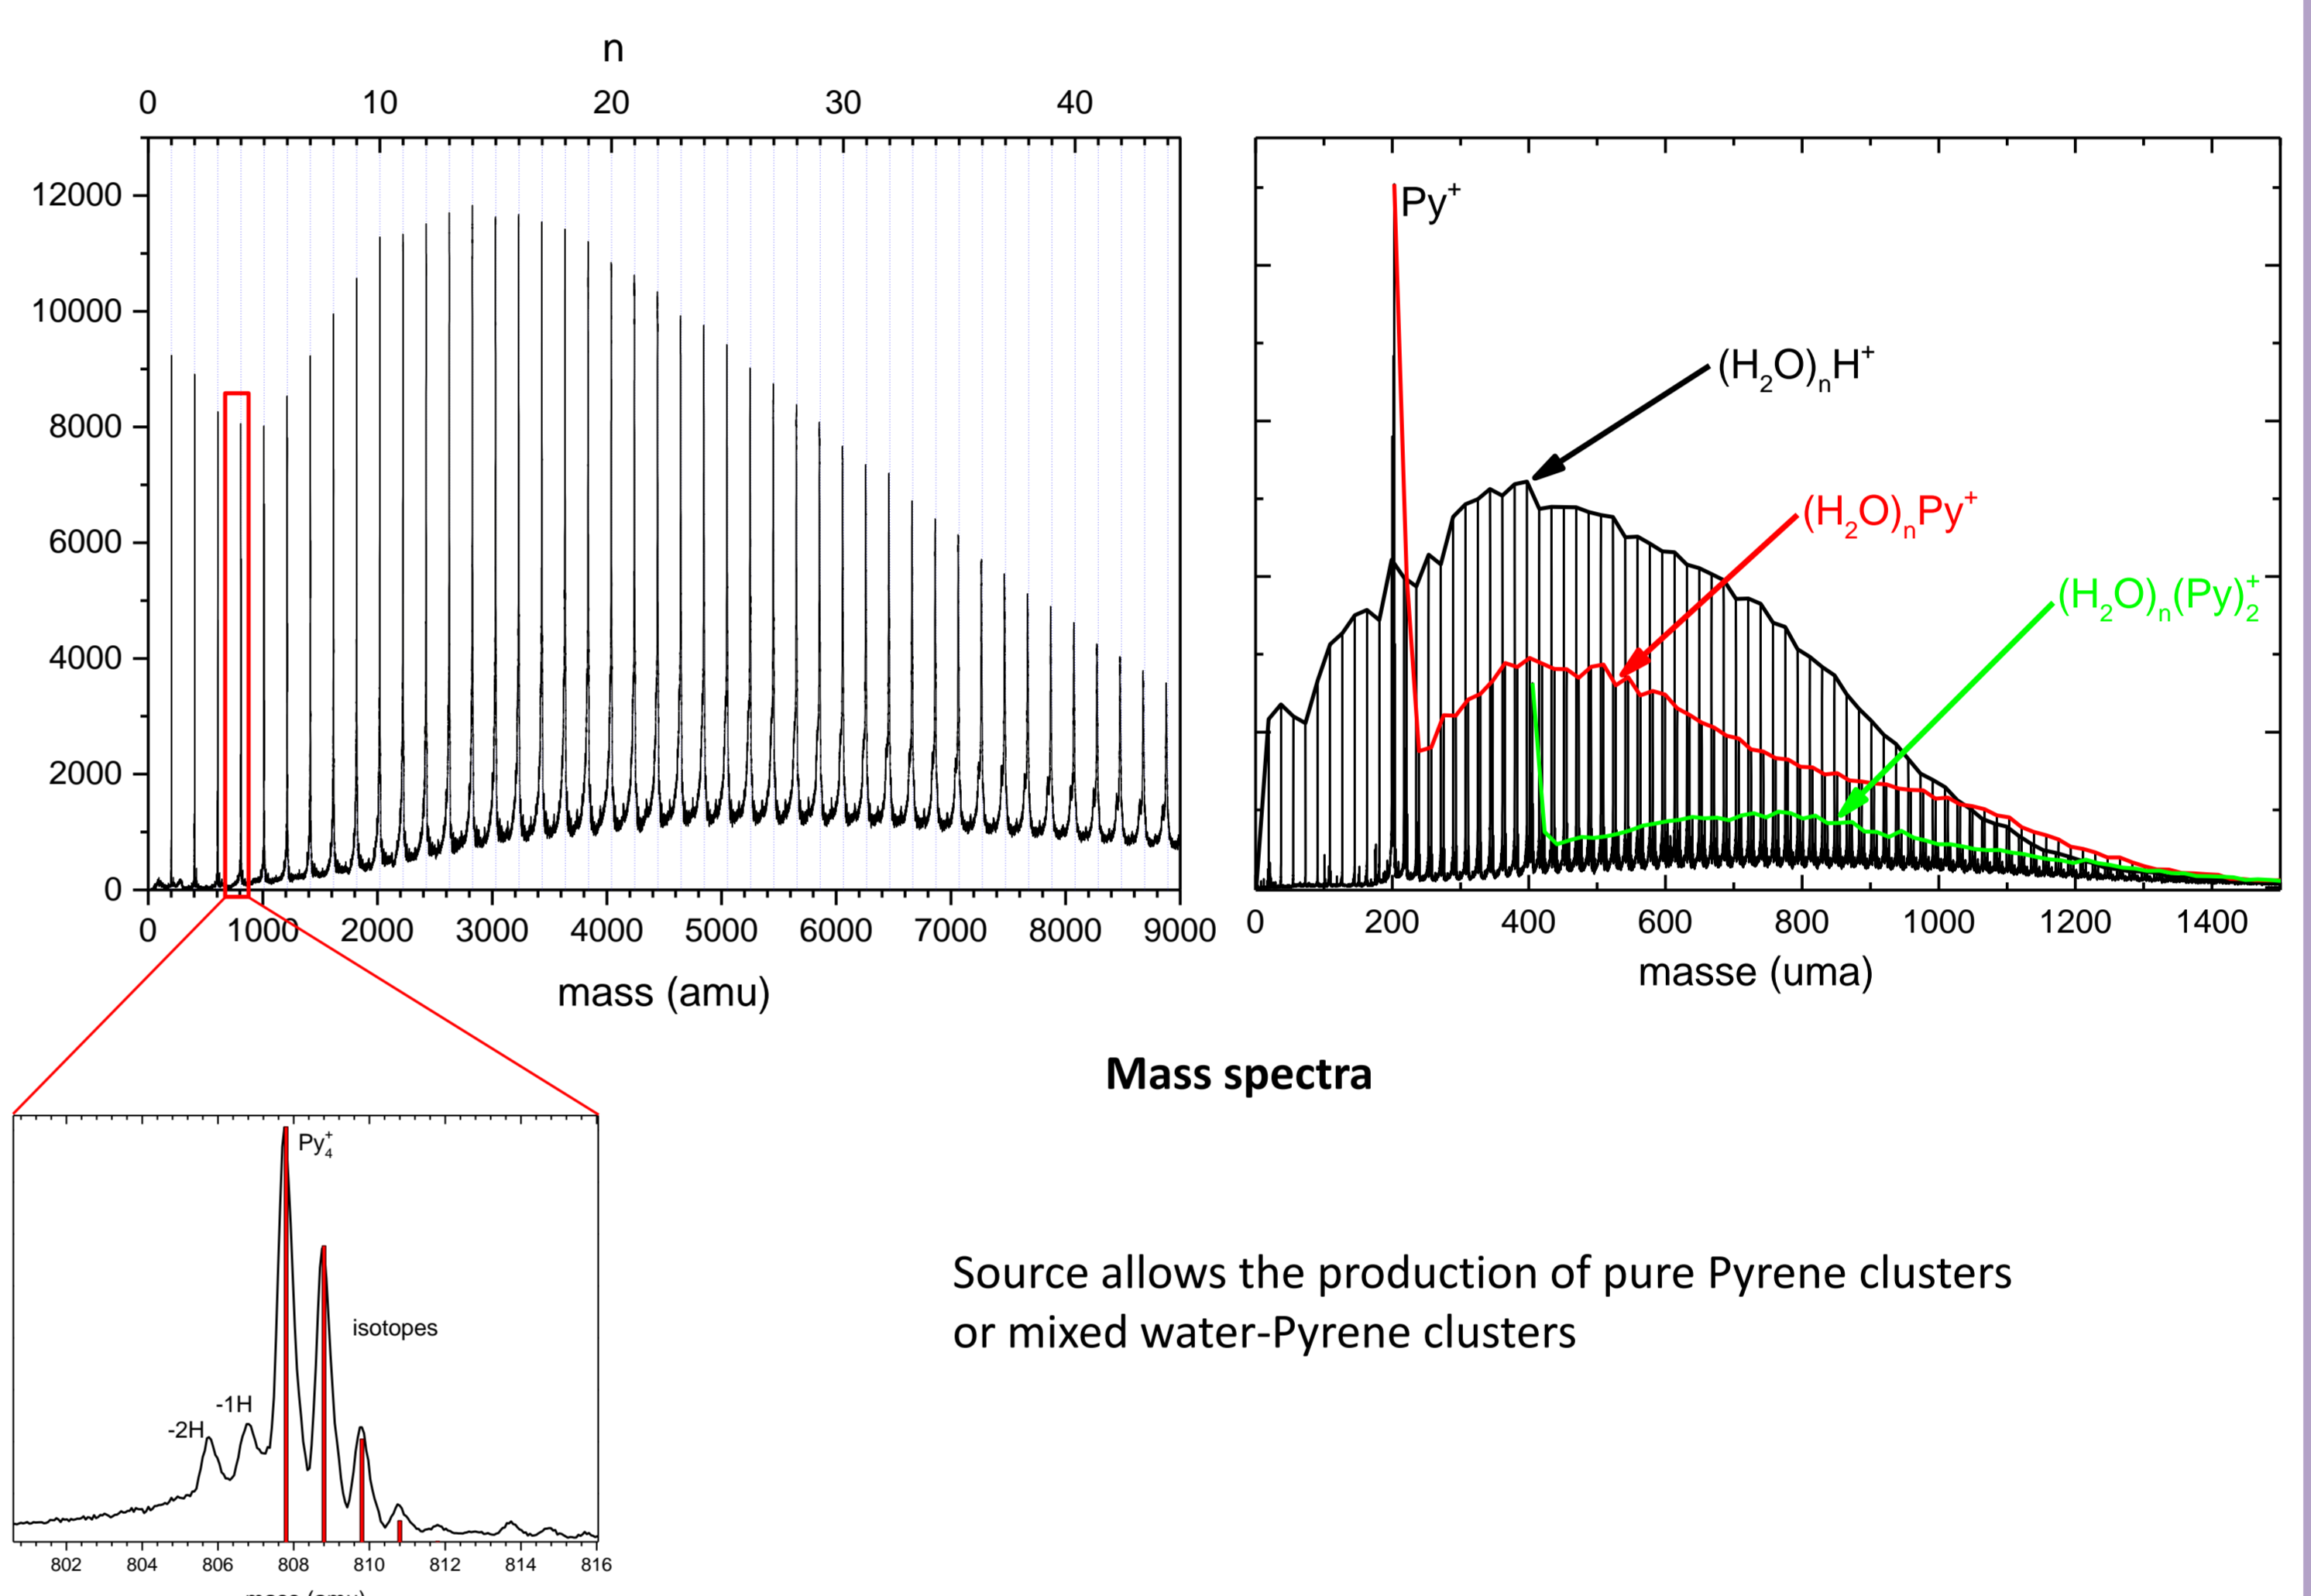 n
0 10 20 30 40
12000
10000
8000
6000
4000
2000
0
0 1000 2000 3000 4000 5000 6000 7000 8000 9000
mass (amu)
Py+
(H2O)nH+
(H2O)nPy+
(H2O)n(Py)2+
0 200 400 600 800 1000 1200 1400
masse (uma)
Mass spectra
Py4+
isotopes
-1H
-2H
802 804 806 808 810 812 814 816
mass (amu)
Source allows the production of pure Pyrene clusters
or mixed water-Pyrene clusters